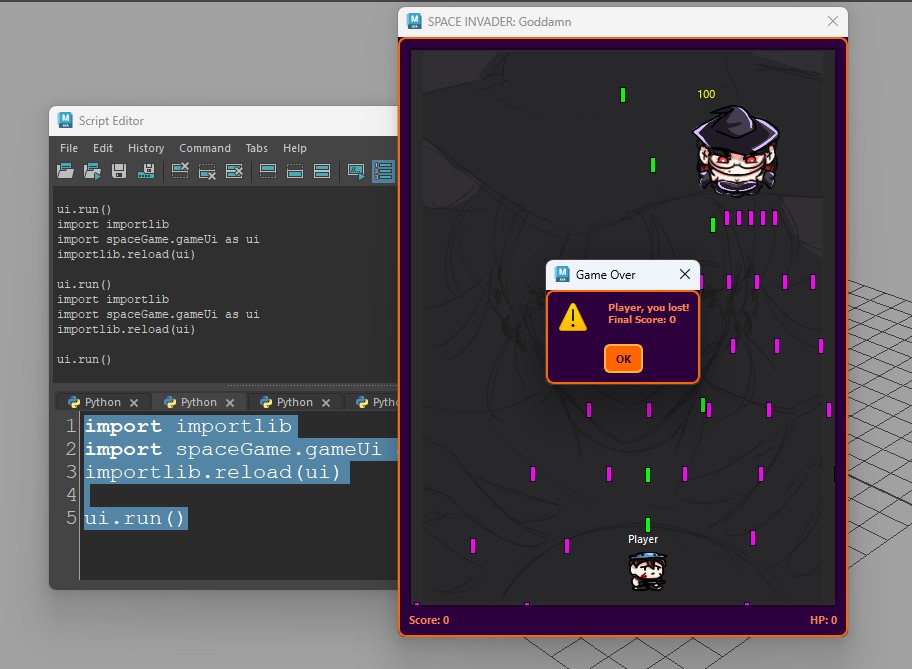 SPACE INVADER: Goddamn
100
Script Editor
File Edit History Command Tabs Help
ui.run()
import importlib
import spaceGame.gameUi as ui
importlib.reload(ui)
ui.run()
import importlib
import spaceGame.gameUi as ui
importlib.reload(ui)
ui.run()
Python Python Python Pyth
1 import importlib
2 import spaceGame.gameUi
3 importlib.reload(ui)
4
5 ui.run()
Game Over
Player, you lost!
Final Score: 0
OK
Player
Score: 0 HP: 0